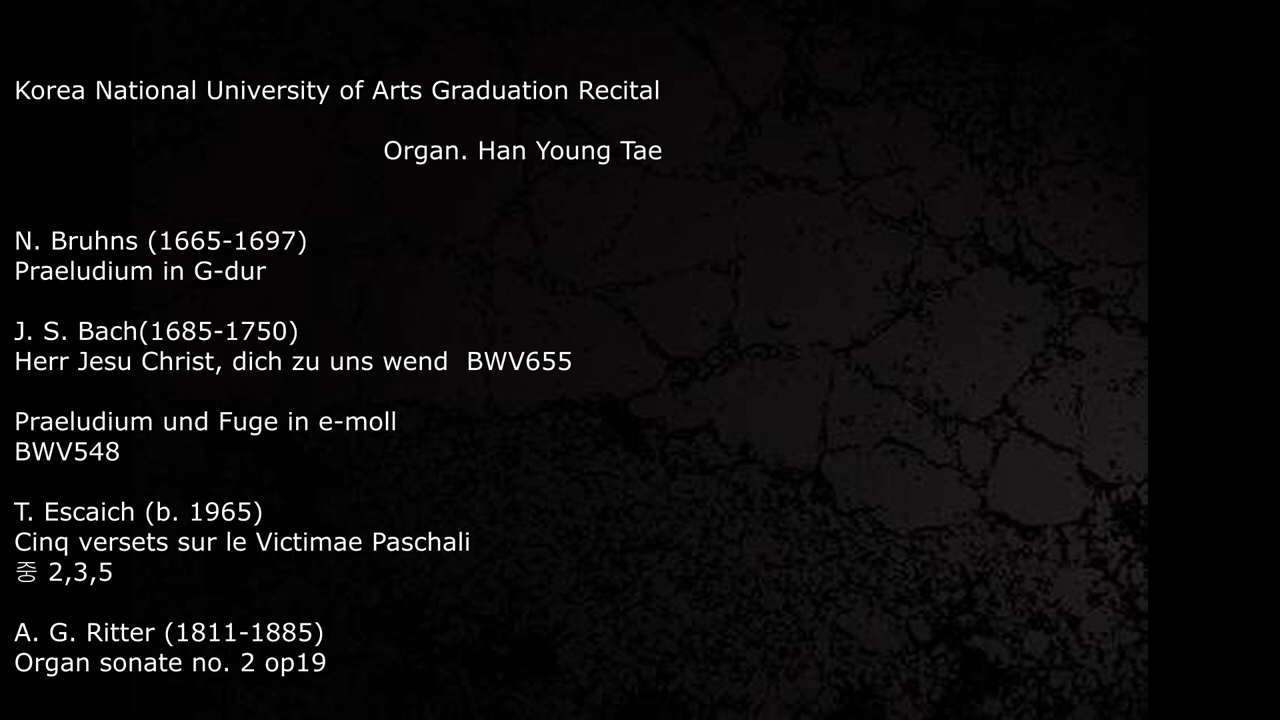 Korea National University of Arts Graduation Recital
Organ. Han Young Tae
N. Bruhns (1665-1697)
Praeludium in G-dur
J. S. Bach(1685-1750)
Herr Jesu Christ, dich zu uns wend  BWV655
Praeludium und Fuge in e-moll
BWV548
T. Escaich (b. 1965)
Cinq versets sur le Victimae Paschali
중 2,3,5
A. G. Ritter (1811-1885)
Organ sonate no. 2 op19